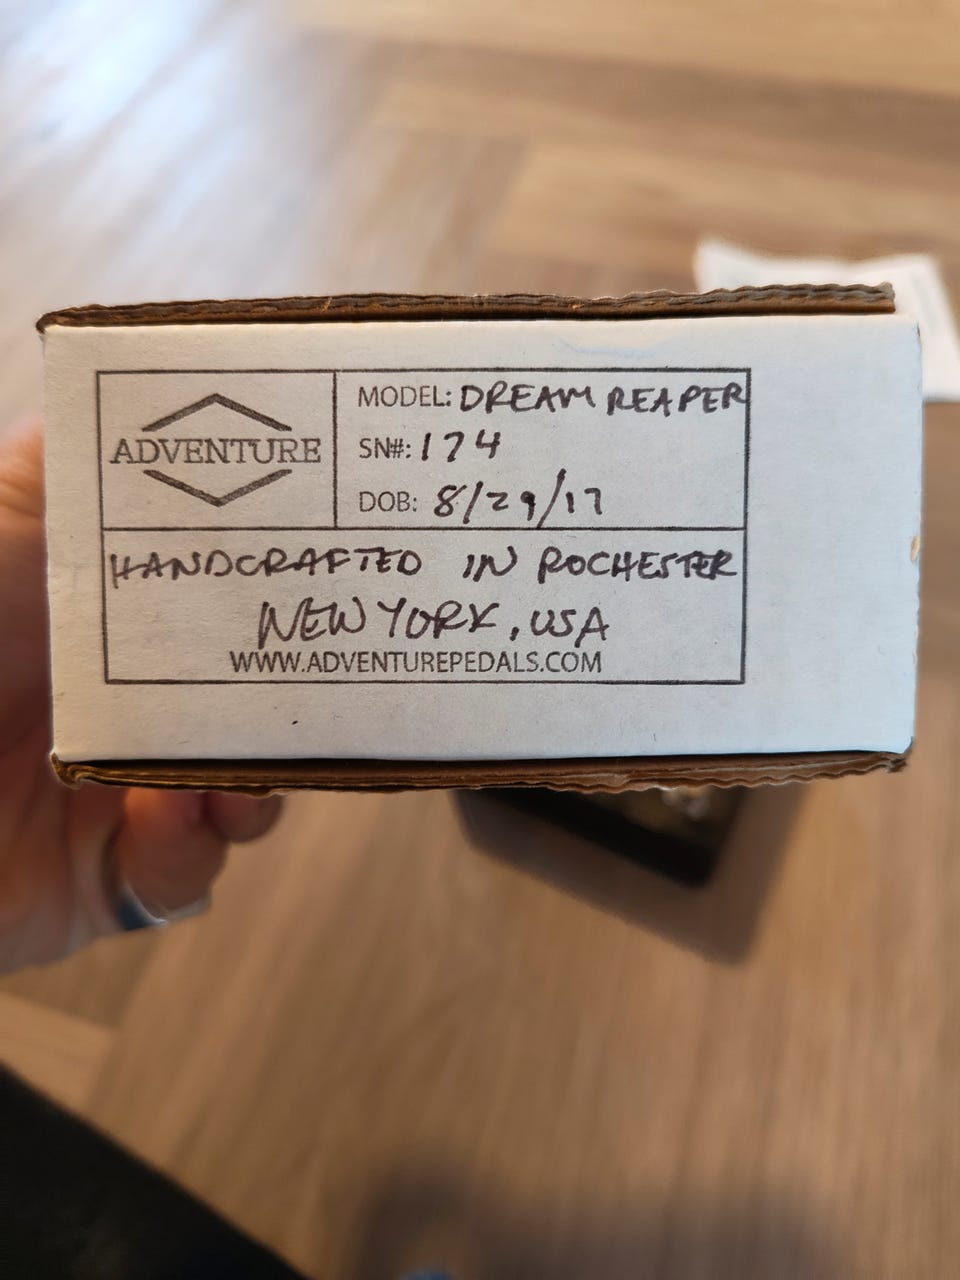 ADVENTURE
MODEL: DREAM REAPER
SN#: 174
DOB: 8/29/17
HANDCRAFTED IN ROCHESTER
NEW YORK, USA
WWW.ADVENTUREPEDALS.COM